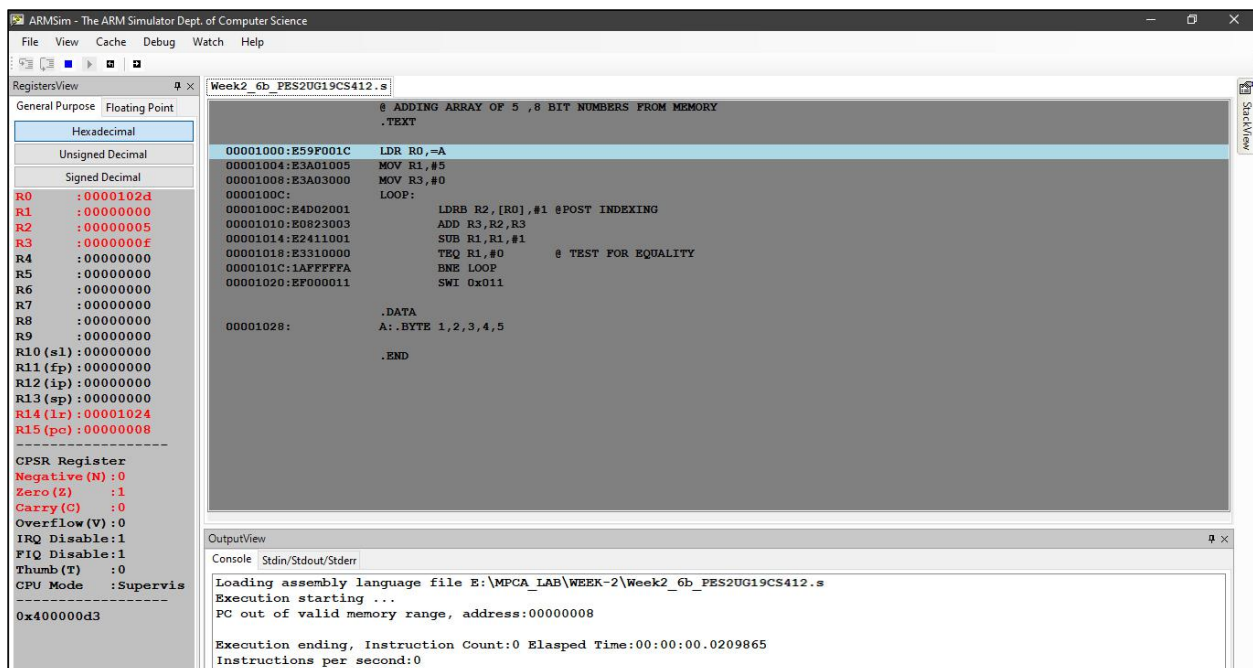 ARMSim - The ARM Simulator Dept. of Computer Science
File View Cache Debug Watch Help
RegistersView
General Purpose Floating Point
Hexadecimal
Unsigned Decimal
Signed Decimal
R0 :0000102d
R1 :00000000
R2 :00000005
R3 :0000000f
R4 :00000000
R5 :00000000
R6 :00000000
R7 :00000000
R8 :00000000
R9 :00000000
R10(sl):00000000
R11(fp):00000000
R12(ip):00000000
R13(sp):00000000
R14(lr):00001024
R15(pc):00000008
------------------
CPSR Register
Negative(N):0
Zero(Z) :1
Carry(C) :0
Overflow(V):0
IRQ Disable:1
FIQ Disable:1
Thumb(T) :0
CPU Mode :Supervis
------------------
0x400000d3
Week2_6b_PES2UG19CS412.s
@ ADDING ARRAY OF 5 ,8 BIT NUMBERS FROM MEMORY
.TEXT
00001000:E59F001C LDR R0,=A
00001004:E3A01005 MOV R1,#5
00001008:E3A03000 MOV R3,#0
0000100C: LOOP:
0000100C:E4D02001 LDRB R2,[R0],#1 @POST INDEXING
00001010:E0823003 ADD R3,R2,R3
00001014:E2411001 SUB R1,R1,#1
00001018:E3310000 TEQ R1,#0 @ TEST FOR EQUALITY
0000101C:1AFFFFFA BNE LOOP
00001020:EF000011 SWI 0x011
.DATA
00001028: A:.BYTE 1,2,3,4,5
.END
StackView
OutputView
Console Stdin/Stdout/Stderr
Loading assembly language file E:\MPCA_LAB\WEEK-2\Week2_6b_PES2UG19CS412.s
Execution starting ...
PC out of valid memory range, address:00000008
Execution ending, Instruction Count:0 Elasped Time:00:00:00.0209865
Instructions per second:0